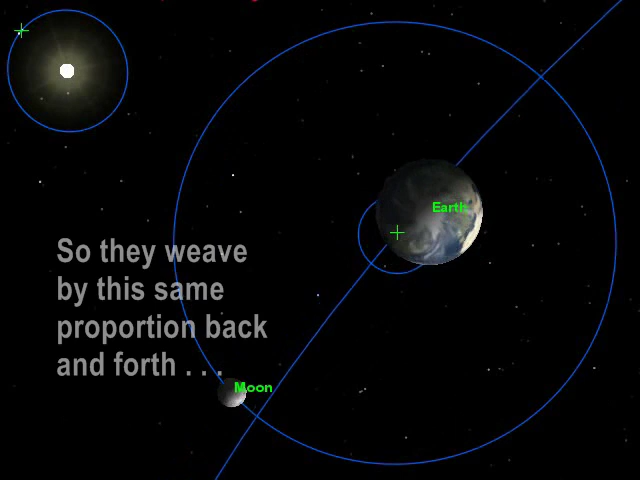 Earth
So they weave
by this same
proportion back
and forth . . .
Moon